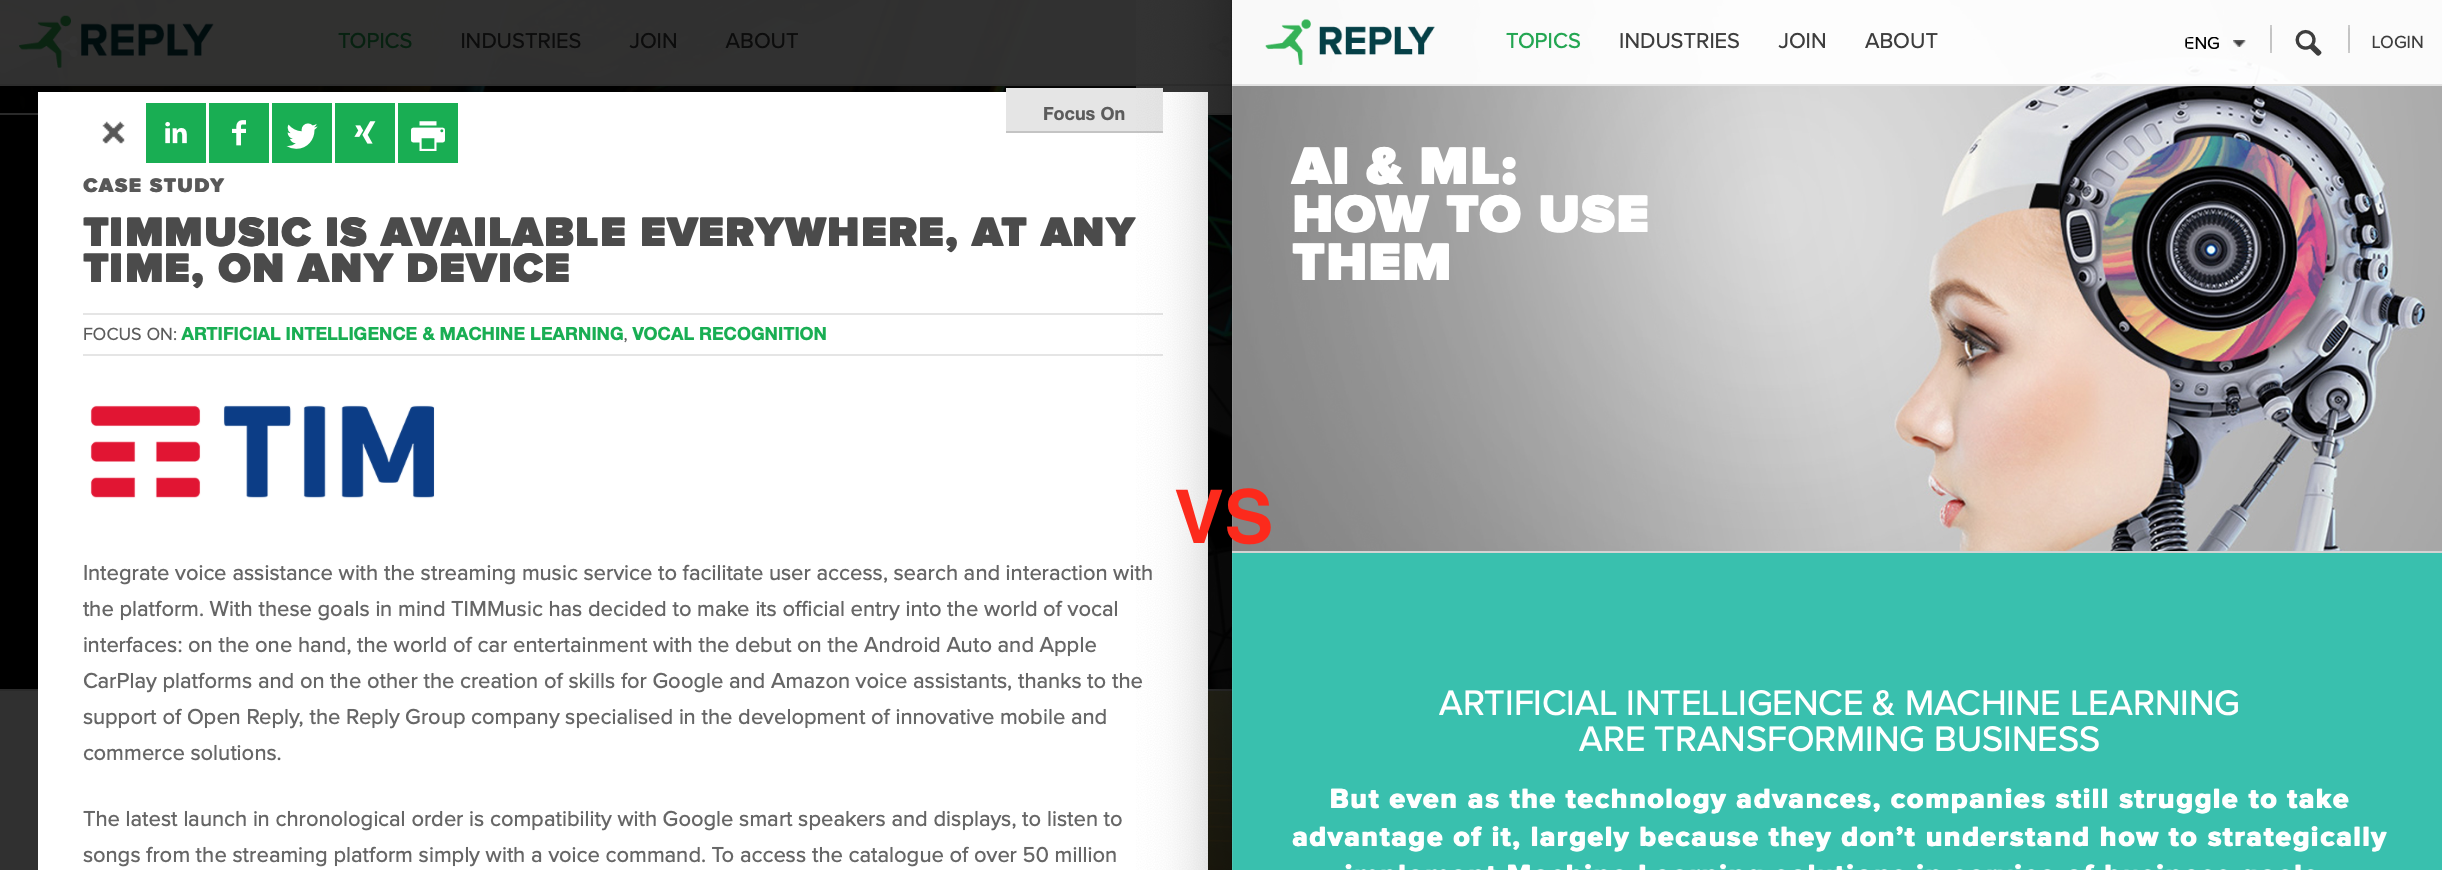 REPLY
TOPICS INDUSTRIES JOIN ABOUT
Focus On
in f
CASE STUDY
TIMMUSIC IS AVAILABLE EVERYWHERE, AT ANY
TIME, ON ANY DEVICE
FOCUS ON: ARTIFICIAL INTELLIGENCE & MACHINE LEARNING, VOCAL RECOGNITION
TIM
Integrate voice assistance with the streaming music service to facilitate user access, search and interaction with
the platform. With these goals in mind TIMMusic has decided to make its official entry into the world of vocal
interfaces: on the one hand, the world of car entertainment with the debut on the Android Auto and Apple
CarPlay platforms and on the other the creation of skills for Google and Amazon voice assistants, thanks to the
support of Open Reply, the Reply Group company specialised in the development of innovative mobile and
commerce solutions.
The latest launch in chronological order is compatibility with Google smart speakers and displays, to listen to
songs from the streaming platform simply with a voice command. To access the catalogue of over 50 million
VS
REPLY
TOPICS INDUSTRIES JOIN ABOUT
ENG LOGIN
AI & ML:
HOW TO USE
THEM
ARTIFICIAL INTELLIGENCE & MACHINE LEARNING
ARE TRANSFORMING BUSINESS
But even as the technology advances, companies still struggle to take
advantage of it, largely because they don't understand how to strategically